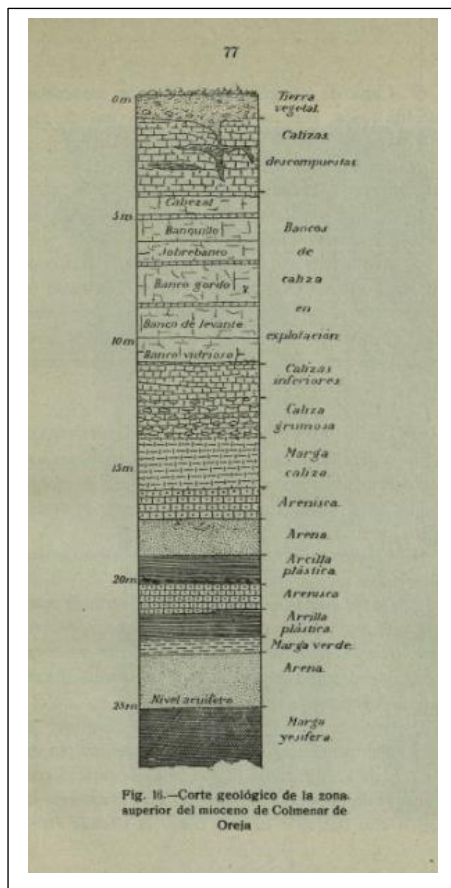 77
0m
Tierra
vegetal.
Calizas
descompuestas.
Cabezal
5m
Banquillo
Sobrebanco
Banco gordo
Banco de levante
10m
Banco vidrioso
Bancos
de
caliza
en
explotación
Calizas
inferiores
Caliza
grumosa
15m
Marga
caliza.
Arenisca.
Arena.
Arcilla
plástica.
20m
Arenisca
Arcilla
plástica.
Marga verde.
Arena.
Nivel acuífero
25m
Marga
yesífera.
Fig. 16.—Corte geológico de la zona
superior del mioceno de Colmenar de
Oreja